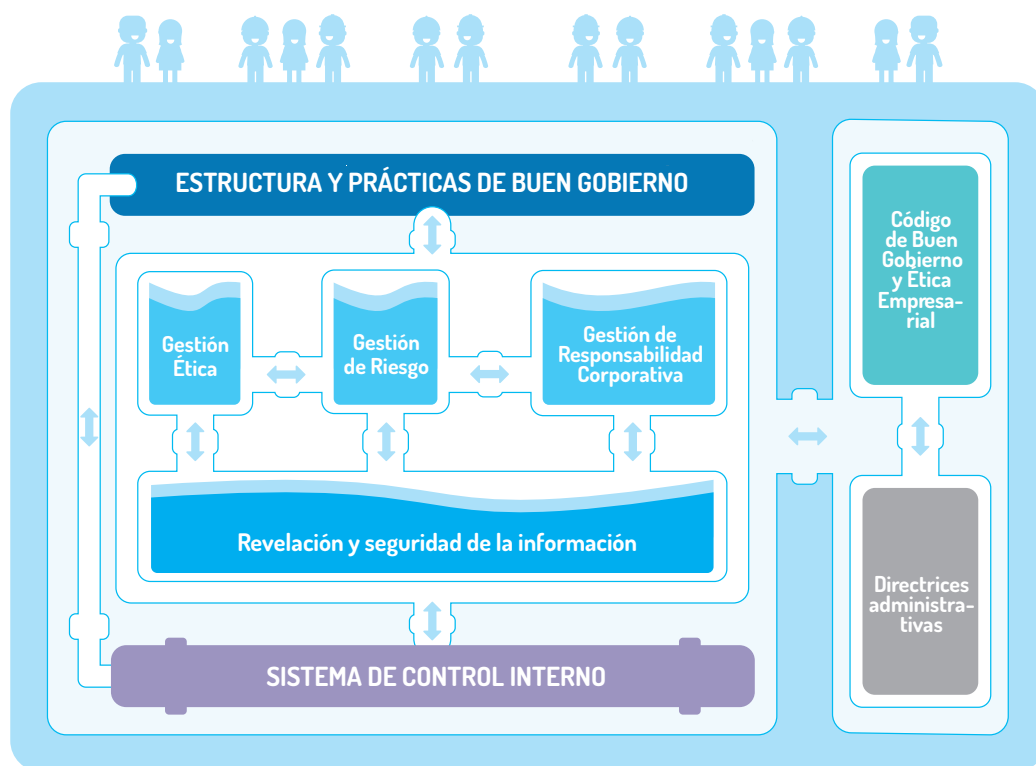 ESTRUCTURA Y PRÁCTICAS DE BUEN GOBIERNO
Gestión
Ética
Gestión
de Riesgo
Gestión de
Responsabilidad
Corporativa
Revelación y seguridad de la información
SISTEMA DE CONTROL INTERNO
Código
de Buen
Gobierno
y Ética
Empresa-
rial
Directrices
administra-
tivas